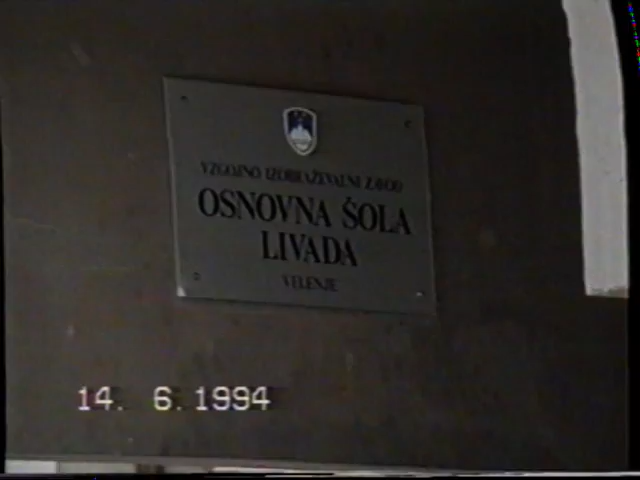 VZGOJNO IZOBRAŽEVALNI ZAVOD
OSNOVNA ŠOLA
LIVADA
VELENJE
14. 6. 1994